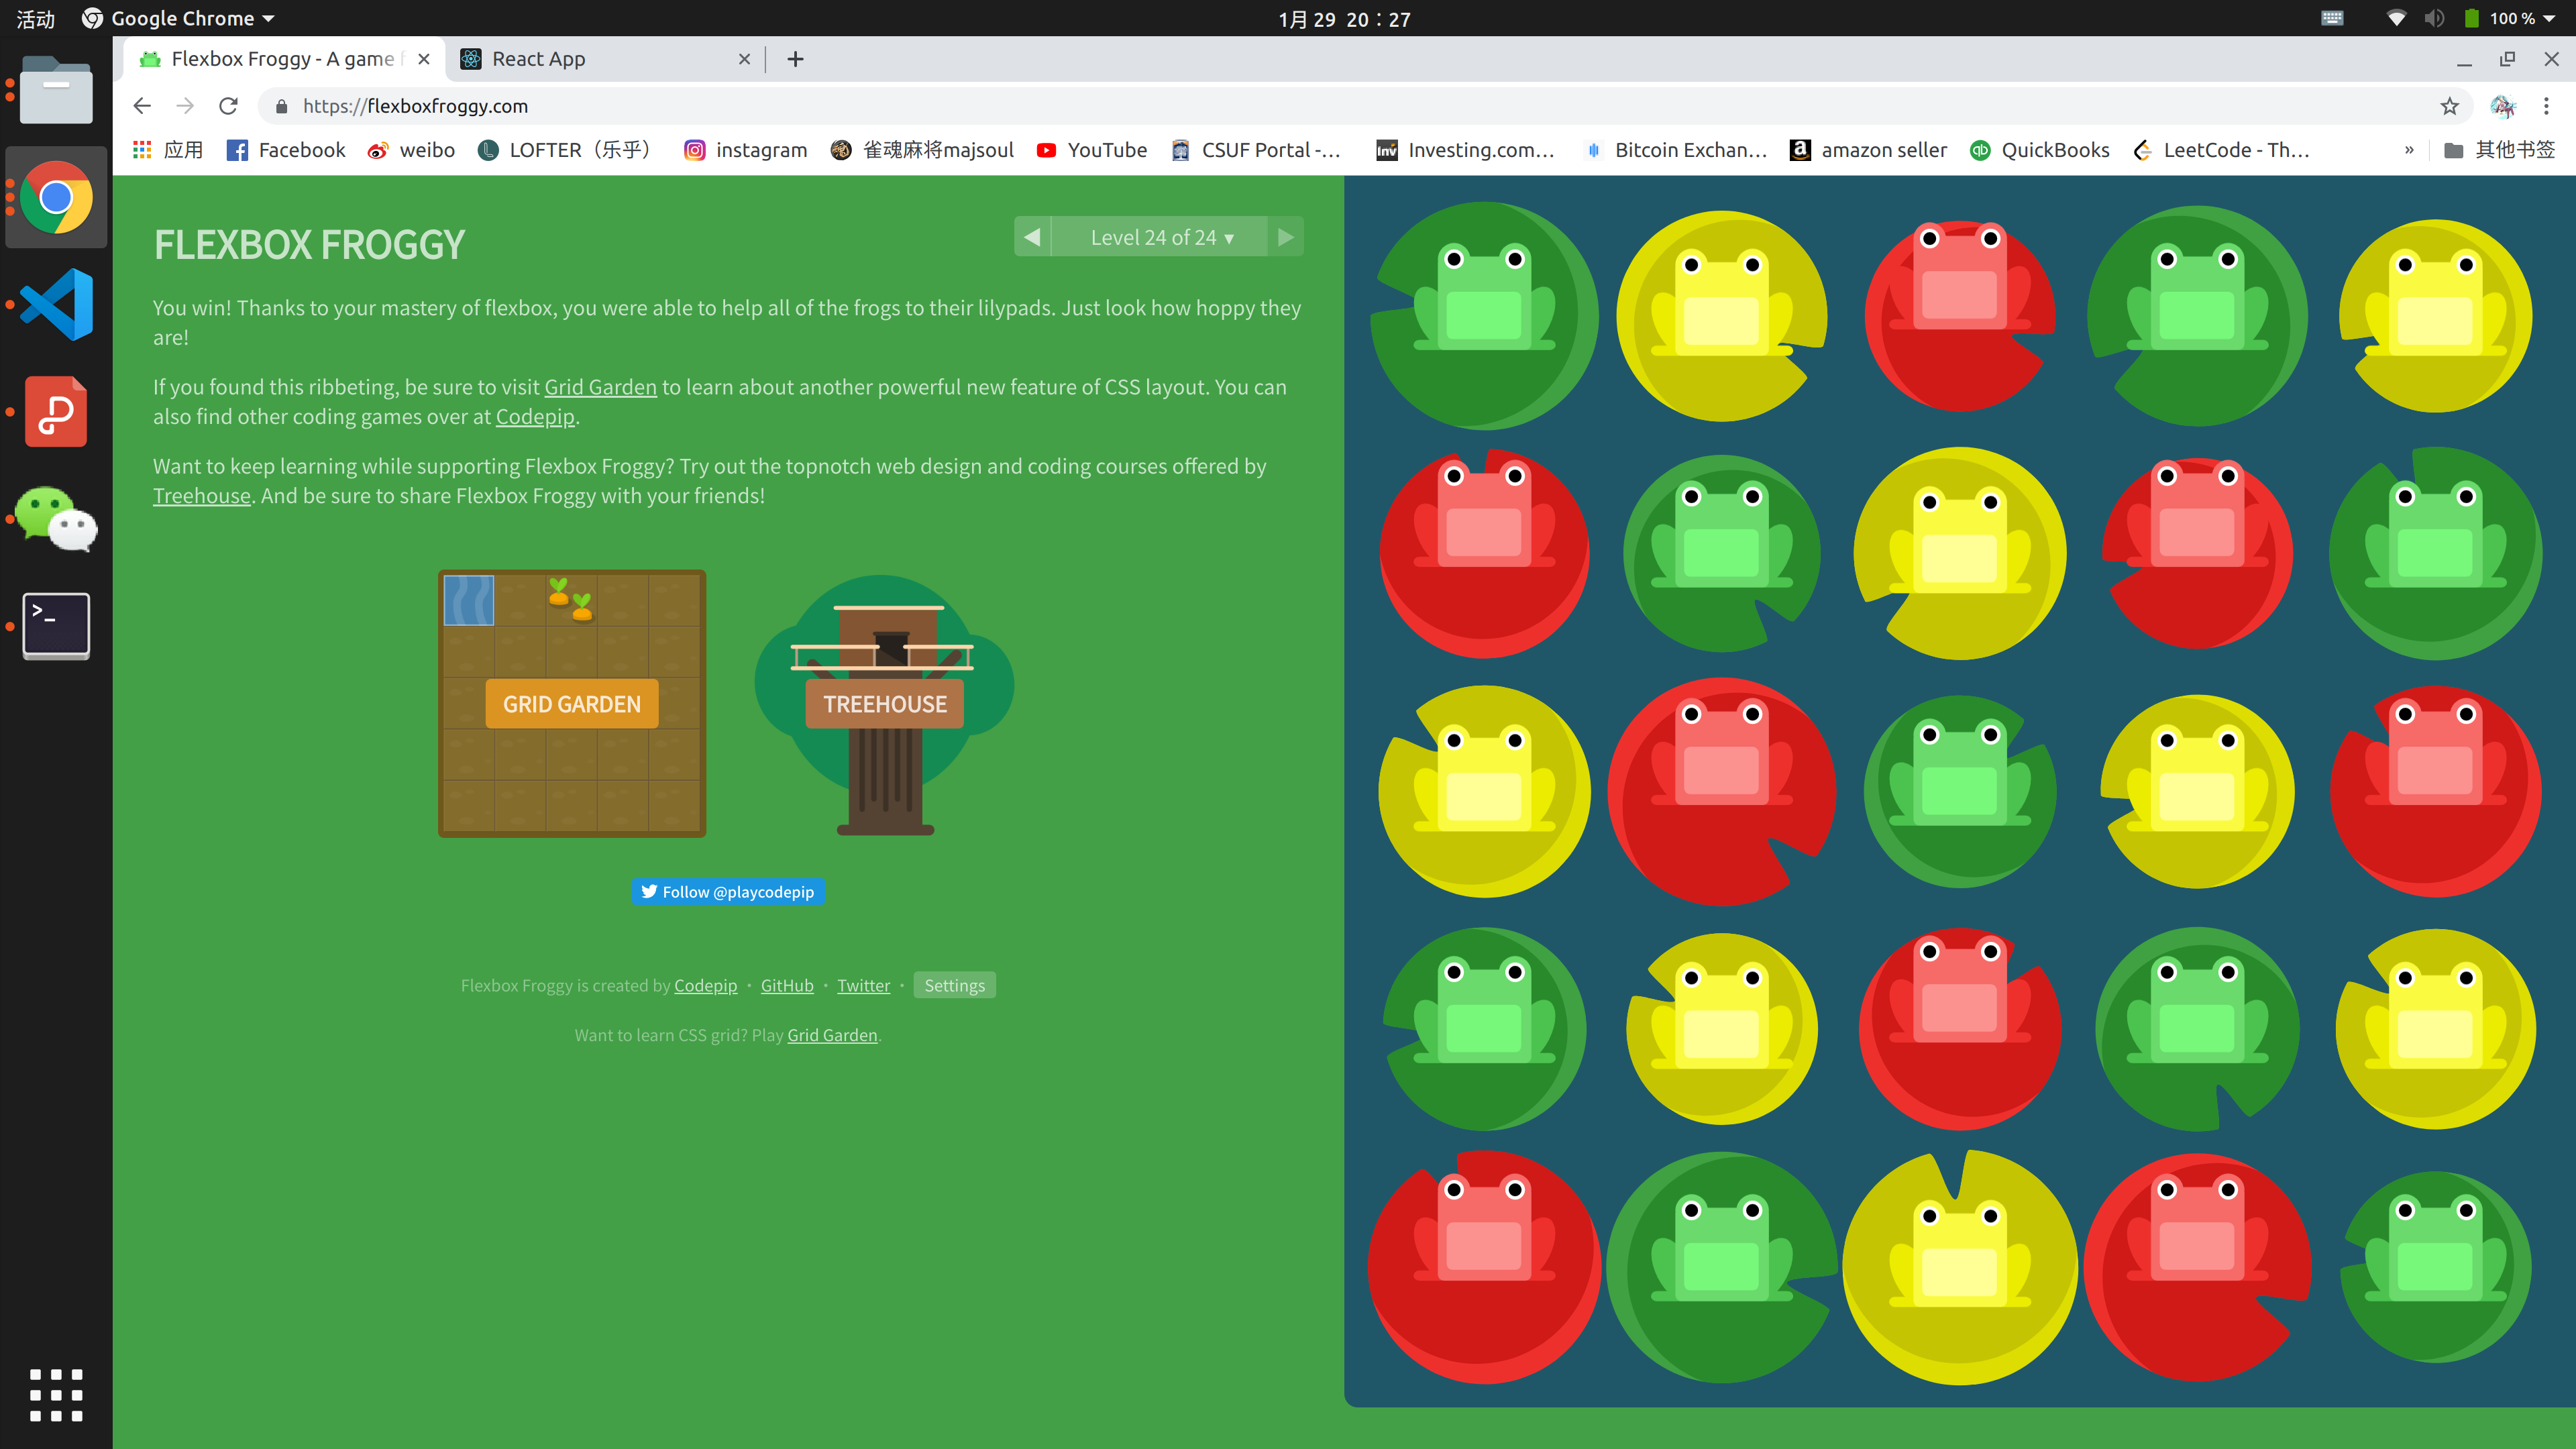 活动 Google Chrome 1月 29 20：27 100 %
Flexbox Froggy - A game f React App
https://flexboxfroggy.com
应用 Facebook weibo LOFTER（乐乎） instagram 雀魂麻将majsoul YouTube CSUF Portal -… Investing.com… Bitcoin Exchan… amazon seller QuickBooks LeetCode - Th… » 其他书签
FLEXBOX FROGGY
Level 24 of 24
You win! Thanks to your mastery of flexbox, you were able to help all of the frogs to their lilypads. Just look how hoppy they
are!
If you found this ribbeting, be sure to visit Grid Garden to learn about another powerful new feature of CSS layout. You can
also find other coding games over at Codepip.
Want to keep learning while supporting Flexbox Froggy? Try out the topnotch web design and coding courses offered by
Treehouse. And be sure to share Flexbox Froggy with your friends!
GRID GARDEN
TREEHOUSE
Follow @playcodepip
Flexbox Froggy is created by Codepip • GitHub • Twitter • Settings
Want to learn CSS grid? Play Grid Garden.